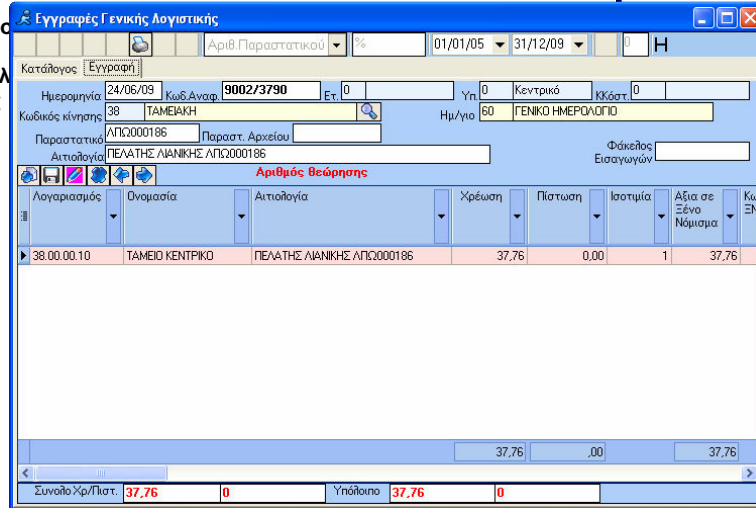 Εγγραφές Γενικής Λογιστικής
Αριθ.Παραστατικού % 01/01/05 31/12/09 0 H
Κατάλογος Εγγραφή
Ημερομηνία 24/06/09 Κωδ.Αναφ. 9002/3790 Ετ. 0 Υπ. 0 Κεντρικό ΚΚόστ. 0
Κωδικός κίνησης 38 ΤΑΜΕΙΑΚΗ Ημ/γιο 60 ΓΕΝΙΚΟ ΗΜΕΡΟΛΟΓΙΟ
Παραστατικό ΛΠΩ000186 Παραστ. Αρχείου Φάκελος Εισαγωγών
Αιτιολογία ΠΕΛΑΤΗΣ ΛΙΑΝΙΚΗΣ ΛΠΩ000186
Αριθμός θεώρησης
Λογαριασμός Ονομασία Αιτιολογία Χρέωση Πίστωση Ισοτιμία Αξια σε Ξένο Νόμισμα Κω ΞΝ
38.00.00.10 ΤΑΜΕΙΟ ΚΕΝΤΡΙΚΟ ΠΕΛΑΤΗΣ ΛΙΑΝΙΚΗΣ ΛΠΩ000186 37,76 0,00 1 37,76
37,76 ,00 37,76
Συνολο Χρ/Πιστ. 37,76 0 Υπόλοιπο 37,76 0